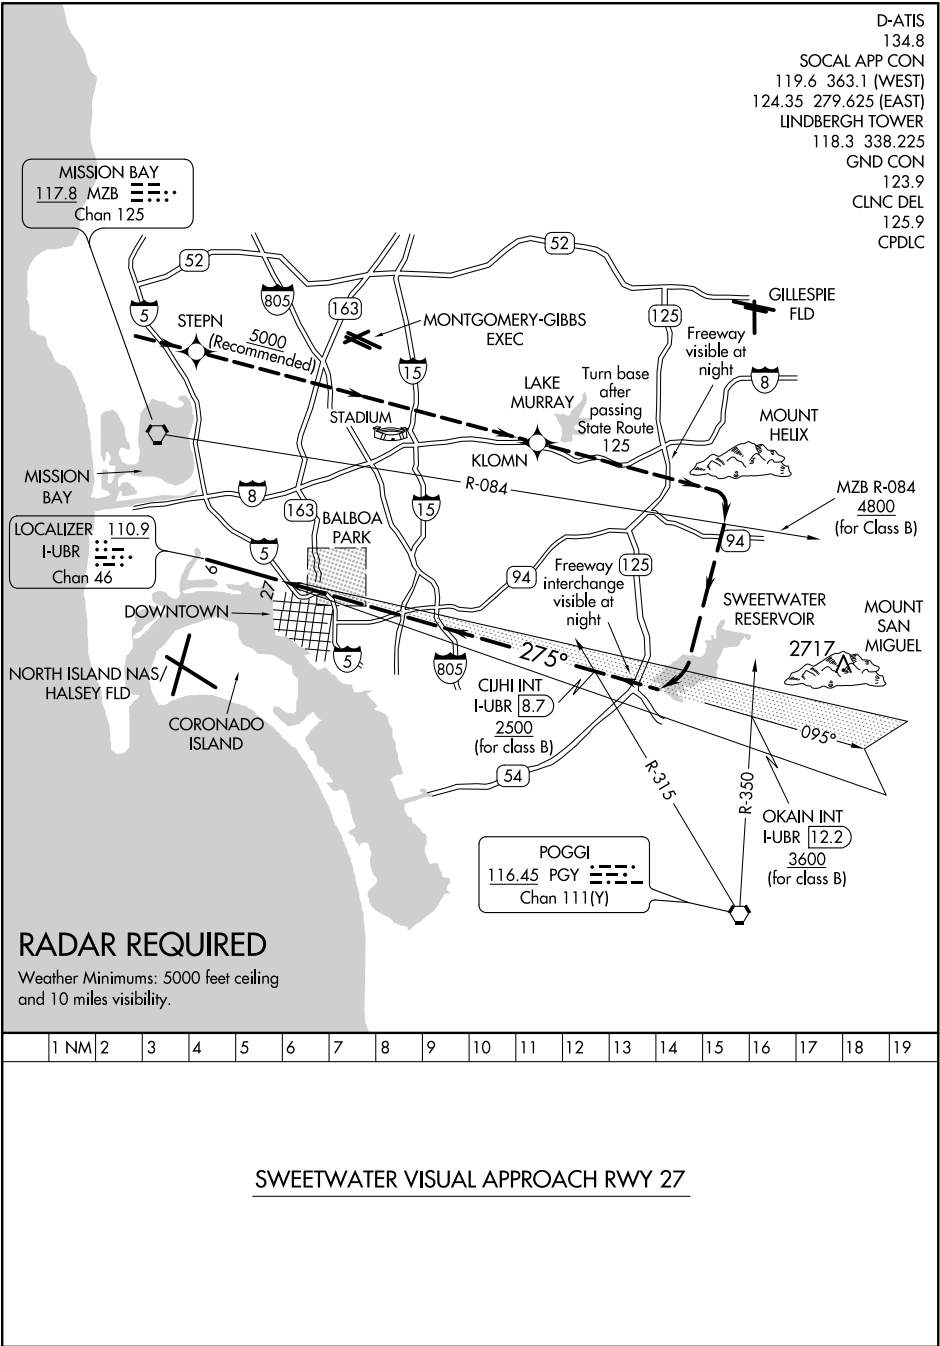 D-ATIS
134.8
SOCAL APP CON
119.6 363.1 (WEST)
124.35 279.625 (EAST)
LINDBERGH TOWER
118.3 338.225
GND CON
123.9
CLNC DEL
125.9
CPDLC
MISSION BAY
117.8 MZB
Chan 125
52
52
5
805
163
125
GILLESPIE
FLD
STEPN
5000
(Recommended)
MONTGOMERY-GIBBS
EXEC
Freeway
visible at
night
15
8
LAKE
MURRAY
Turn base
after
passing
State Route
125
STADIUM
MOUNT
HELIX
KLOMN
MISSION
BAY
R-084
MZB R-084
4800
(for Class B)
8
163
15
94
LOCALIZER 110.9
I-UBR
Chan 46
BALBOA
PARK
5
9
27
94
Freeway
interchange
visible at
night
125
DOWNTOWN
SWEETWATER
RESERVOIR
MOUNT
SAN
MIGUEL
2717
5
805
275°
NORTH ISLAND NAS/
HALSEY FLD
CIJHI INT
I-UBR 8.7
2500
(for class B)
CORONADO
ISLAND
095°
54
R-315
R-350
OKAIN INT
I-UBR 12.2
3600
(for class B)
POGGI
116.45 PGY
Chan 111(Y)
RADAR REQUIRED
Weather Minimums: 5000 feet ceiling
and 10 miles visibility.
1 NM 2 3 4 5 6 7 8 9 10 11 12 13 14 15 16 17 18 19
SWEETWATER VISUAL APPROACH RWY 27